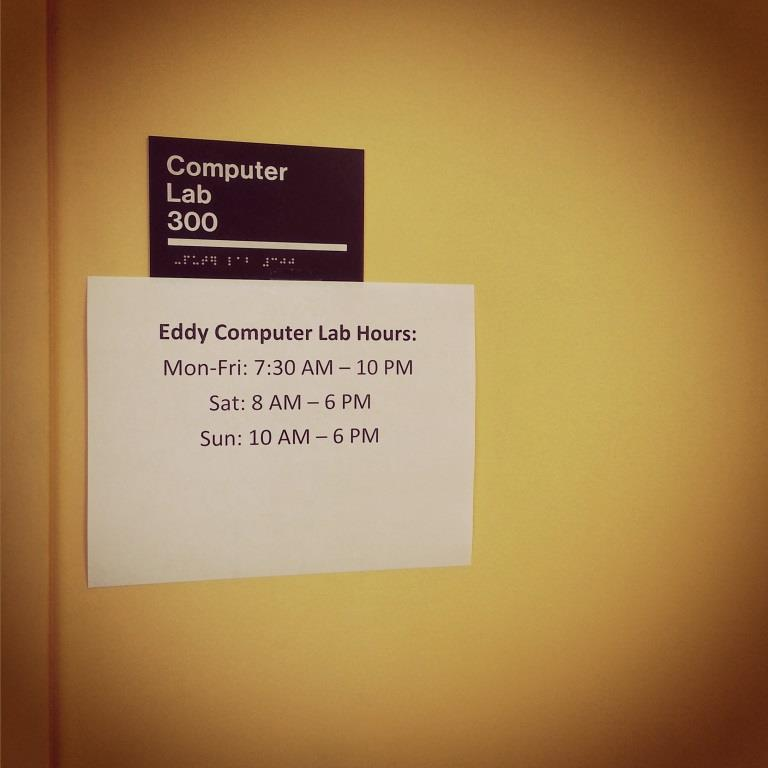 Computer
Lab
300
Eddy Computer Lab Hours:
Mon-Fri: 7:30 AM – 10 PM
Sat: 8 AM – 6 PM
Sun: 10 AM – 6 PM